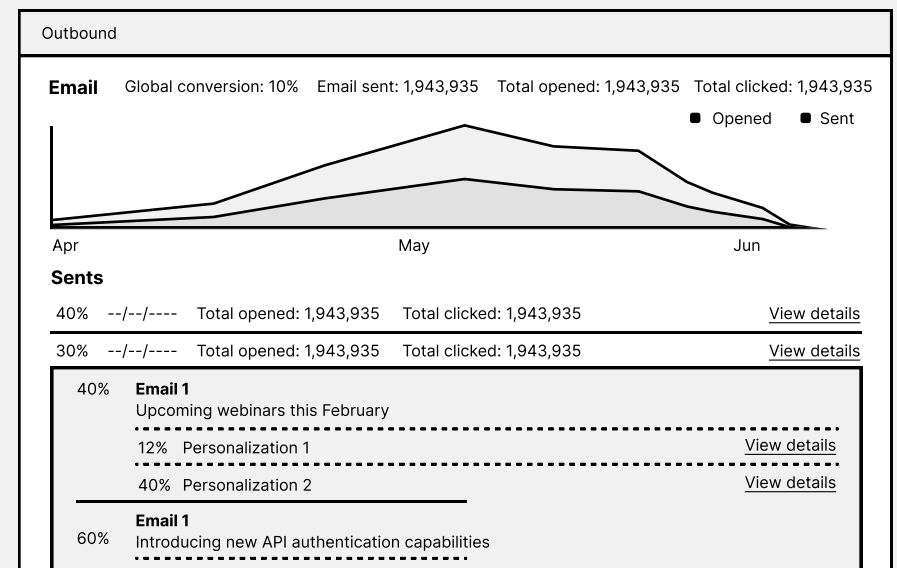 Outbound
Email Global conversion: 10% Email sent: 1,943,935 Total opened: 1,943,935 Total clicked: 1,943,935
Opened Sent
Apr May Jun
Sents
40% --/--/---- Total opened: 1,943,935 Total clicked: 1,943,935 View details
30% --/--/---- Total opened: 1,943,935 Total clicked: 1,943,935 View details
40% Email 1
Upcoming webinars this February
12% Personalization 1 View details
40% Personalization 2 View details
Email 1
60% Introducing new API authentication capabilities